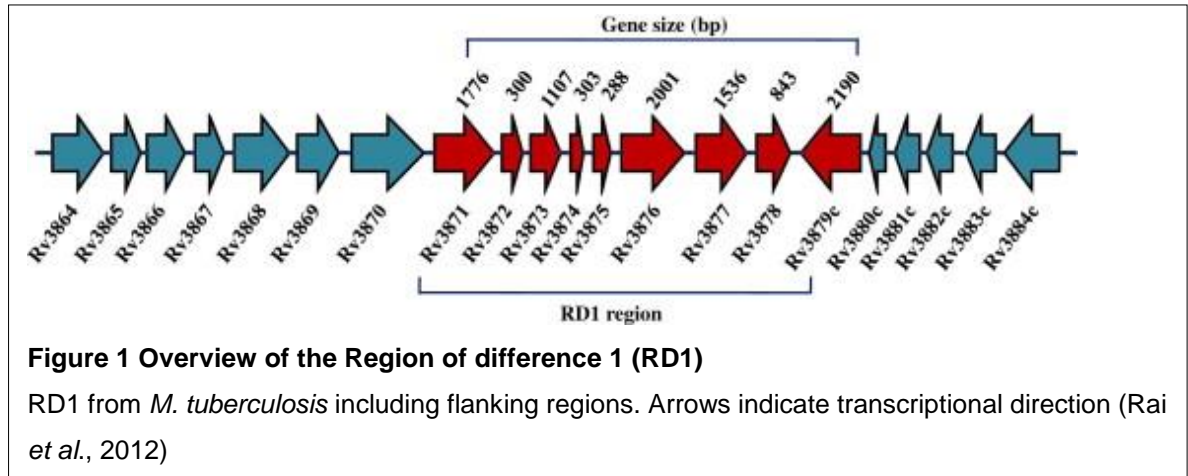 Gene size (bp)
1776 300 1107 303 288 2001 1536 843 2190
Rv3864 Rv3865 Rv3866 Rv3867 Rv3868 Rv3869 Rv3870 Rv3871 Rv3872 Rv3873 Rv3874 Rv3875 Rv3876 Rv3877 Rv3878 Rv3879c Rv3880c Rv3881c Rv3882c Rv3883c Rv3884c
RD1 region
Figure 1 Overview of the Region of difference 1 (RD1)
RD1 from M. tuberculosis including flanking regions. Arrows indicate transcriptional direction (Rai
et al., 2012)